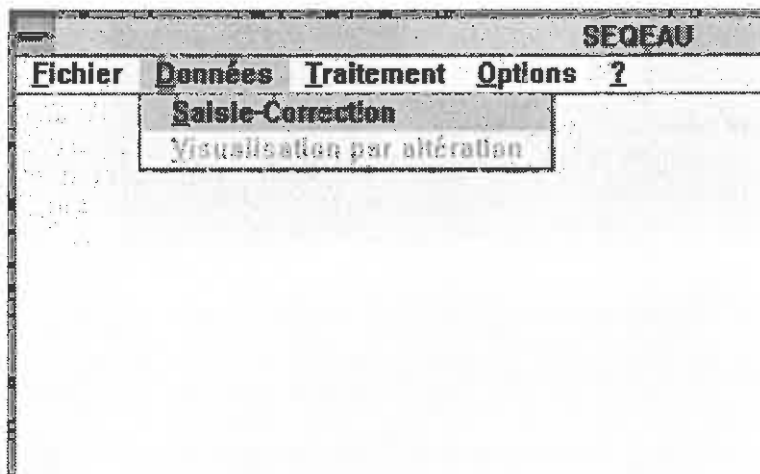 SEQEAU
Fichier Données Traitement Options ?
Saisie-Correction
Visualisation par altération